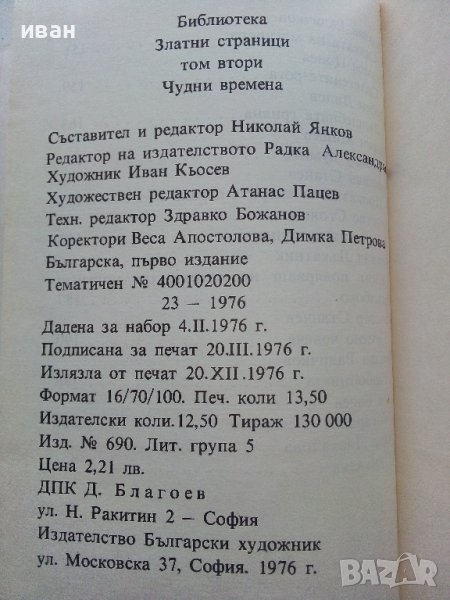 иван
Библиотека
Златни страници
том втори
Чудни времена
Съставител и редактор Николай Янков
Редактор на издателството Радка Александро
Художник Иван Кьосев
Художествен редактор Атанас Пацев
Техн. редактор Здравко Божанов
Коректори Веса Апостолова, Димка Петрова
Българска, първо издание
Тематичен № 4001020200
23 – 1976
Дадена за набор 4.II.1976 г.
Подписана за печат 20.III.1976 г.
Излязла от печат 20.XII.1976 г.
Формат 16/70/100. Печ. коли 13,50
Издателски коли.12,50 Тираж 130 000
Изд. № 690. Лит. група 5
Цена 2,21 лв.
ДПК Д. Благоев
ул. Н. Ракитин 2 – София
Издателство Български художник
ул. Московска 37, София. 1976 г.
BAZAR